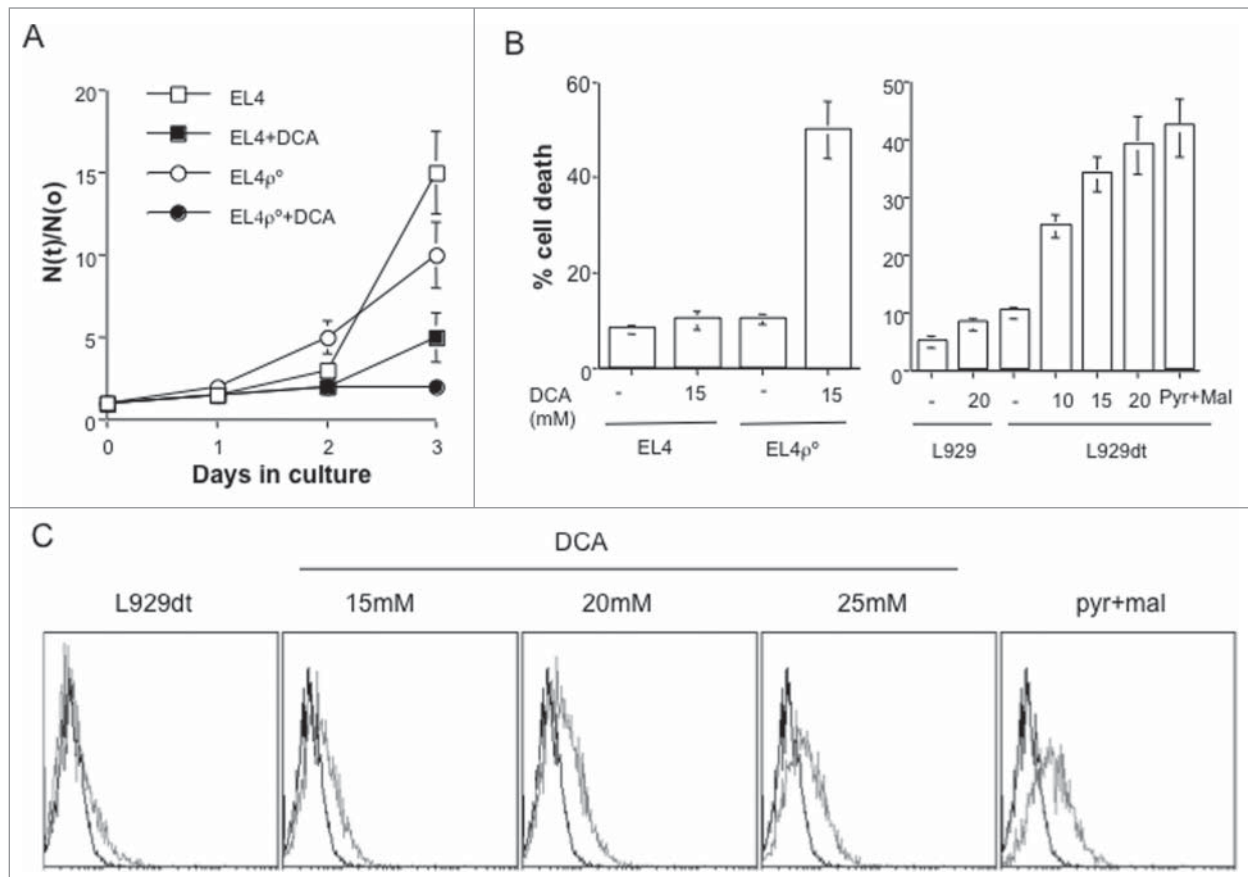 A
20
15
10
5
0
N(t)/N(o)
EL4
EL4+DCA
EL4ρ°
EL4ρ°+DCA
0 1 2 3
Days in culture
B
60
40
20
0
% cell death
DCA (mM)
- 15 - 15
EL4 EL4ρ°
50
40
30
20
10
0
- 20 - 10 15 20 Pyr+Mal
L929 L929dt
C
DCA
L929dt 15mM 20mM 25mM pyr+mal